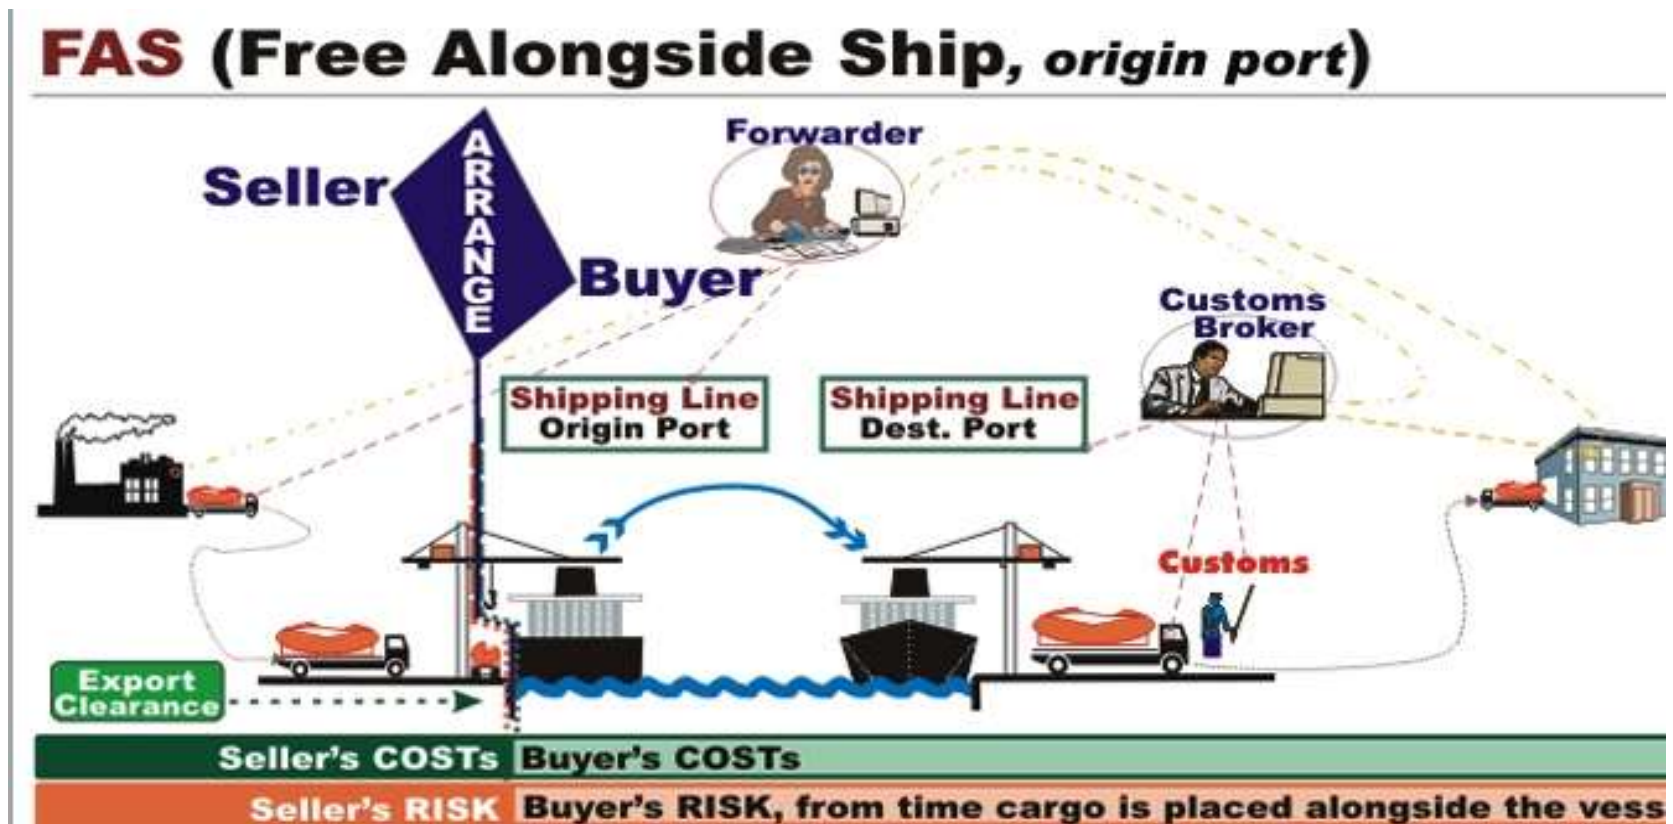 FAS (Free Alongside Ship, origin port)
Forwarder
ARRANGE
Seller
Buyer
Customs
Broker
Shipping Line
Origin Port
Shipping Line
Dest. Port
Customs
Export
Clearance
Seller's COSTs
Buyer's COSTs
Seller's RISK
Buyer's RISK, from time cargo is placed alongside the vess